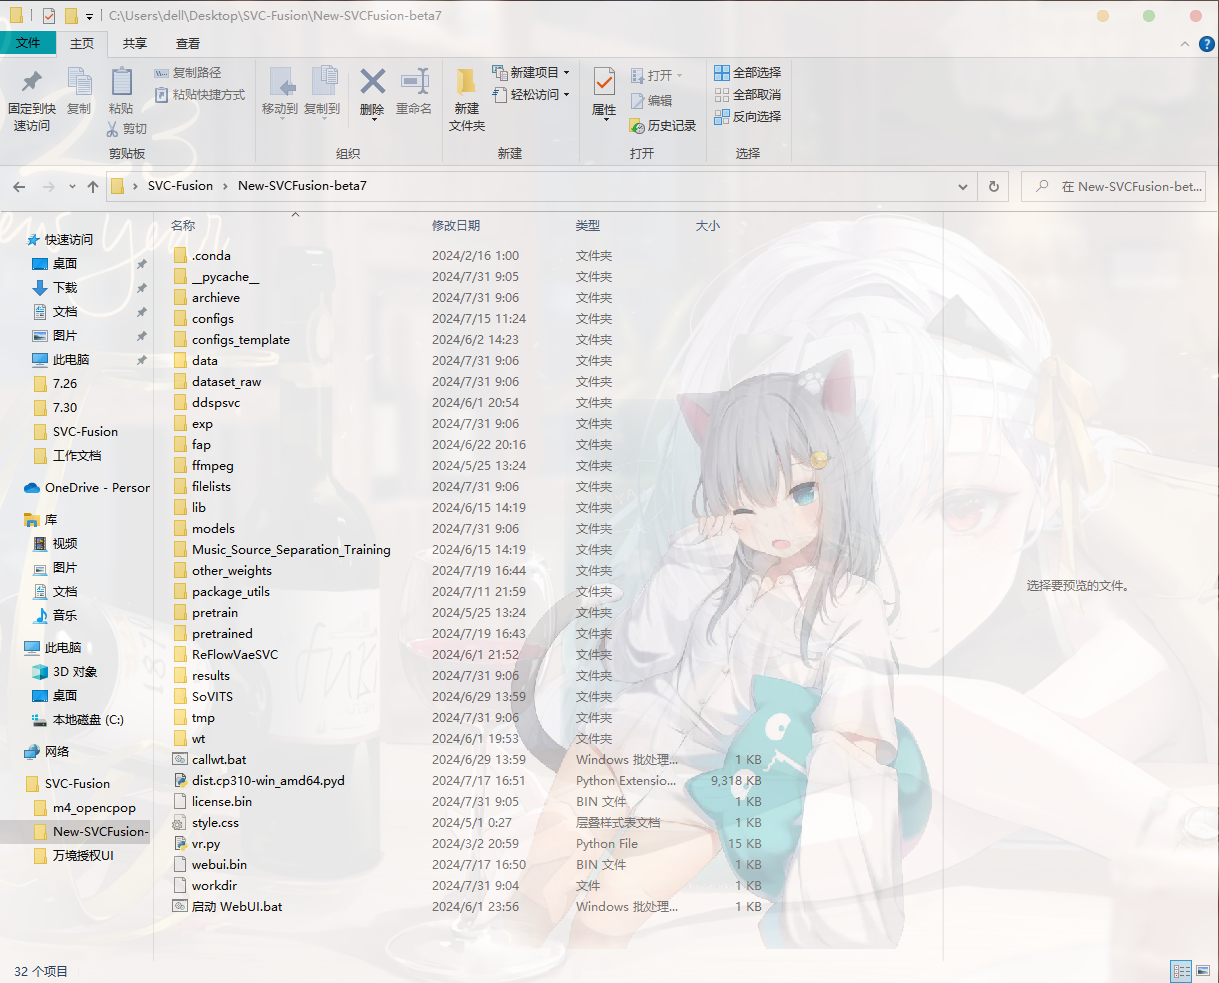 C:\Users\dell\Desktop\SVC-Fusion\New-SVCFusion-beta7
文件 主页 共享 查看
固定到快速访问
复制
粘贴
复制路径
粘贴快捷方式
剪切
剪贴板
移动到
复制到
删除
重命名
组织
新建文件夹
新建项目
轻松访问
新建
属性
打开
编辑
历史记录
打开
全部选择
全部取消
反向选择
选择
SVC-Fusion › New-SVCFusion-beta7
在 New-SVCFusion-bet...
快速访问
桌面
下载
文档
图片
此电脑
7.26
7.30
SVC-Fusion
工作文档
OneDrive - Person
库
视频
图片
文档
音乐
此电脑
3D 对象
桌面
本地磁盘 (C:)
网络
SVC-Fusion
m4_opencpop
New-SVCFusion-
万境授权UI
名称 修改日期 类型 大小
.conda 2024/2/16 1:00 文件夹
__pycache__ 2024/7/31 9:05 文件夹
archieve 2024/7/31 9:06 文件夹
configs 2024/7/15 11:24 文件夹
configs_template 2024/6/2 14:23 文件夹
data 2024/7/31 9:06 文件夹
dataset_raw 2024/7/31 9:06 文件夹
ddspsvc 2024/6/1 20:54 文件夹
exp 2024/7/31 9:06 文件夹
fap 2024/6/22 20:16 文件夹
ffmpeg 2024/5/25 13:24 文件夹
filelists 2024/7/31 9:06 文件夹
lib 2024/6/15 14:19 文件夹
models 2024/7/31 9:06 文件夹
Music_Source_Separation_Training 2024/6/15 14:19 文件夹
other_weights 2024/7/19 16:44 文件夹
package_utils 2024/7/11 21:59 文件夹
pretrain 2024/5/25 13:24 文件夹
pretrained 2024/7/19 16:43 文件夹
ReFlowVaeSVC 2024/6/1 21:52 文件夹
results 2024/7/31 9:06 文件夹
SoVITS 2024/6/29 13:59 文件夹
tmp 2024/7/31 9:06 文件夹
wt 2024/6/1 19:53 文件夹
callwt.bat 2024/6/29 13:59 Windows 批处理... 1 KB
dist.cp310-win_amd64.pyd 2024/7/17 16:51 Python Extensio... 9,318 KB
license.bin 2024/7/31 9:05 BIN 文件 1 KB
style.css 2024/5/1 0:27 层叠样式表文档 1 KB
vr.py 2024/3/2 20:59 Python File 15 KB
webui.bin 2024/7/17 16:50 BIN 文件 1 KB
workdir 2024/7/31 9:04 文件 1 KB
启动 WebUI.bat 2024/6/1 23:56 Windows 批处理... 1 KB
选择要预览的文件。
32 个项目